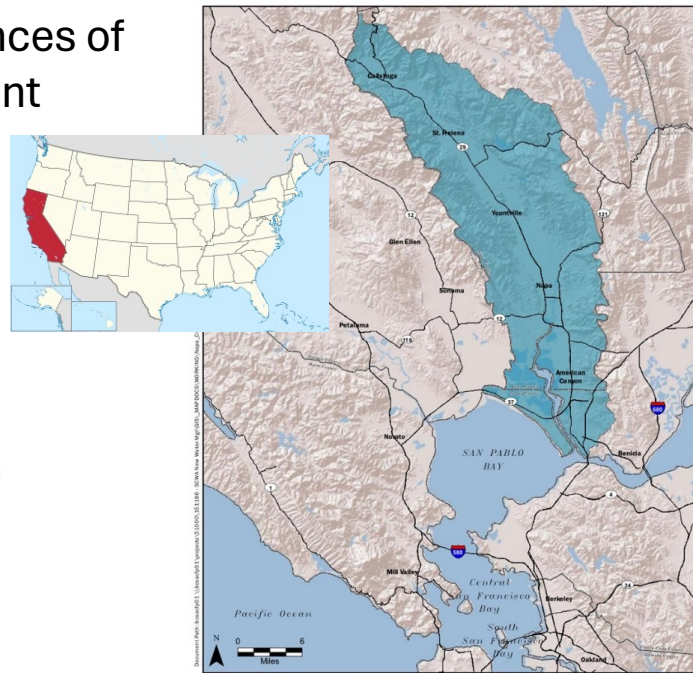 nces of
nt
Calistoga
St. Helena
29
121
Yountville
12
Glen Ellen
Napa
Sonoma
12
Petaluma
116
American
Canyon
37
680
Novato
SAN PABLO
BAY
Benicia
1
4
580
Mill Valley
Central
San Francisco
Bay
24
Berkeley
Pacific Ocean
South
San Francisco
Bay
Oakland
N
0
6
Miles